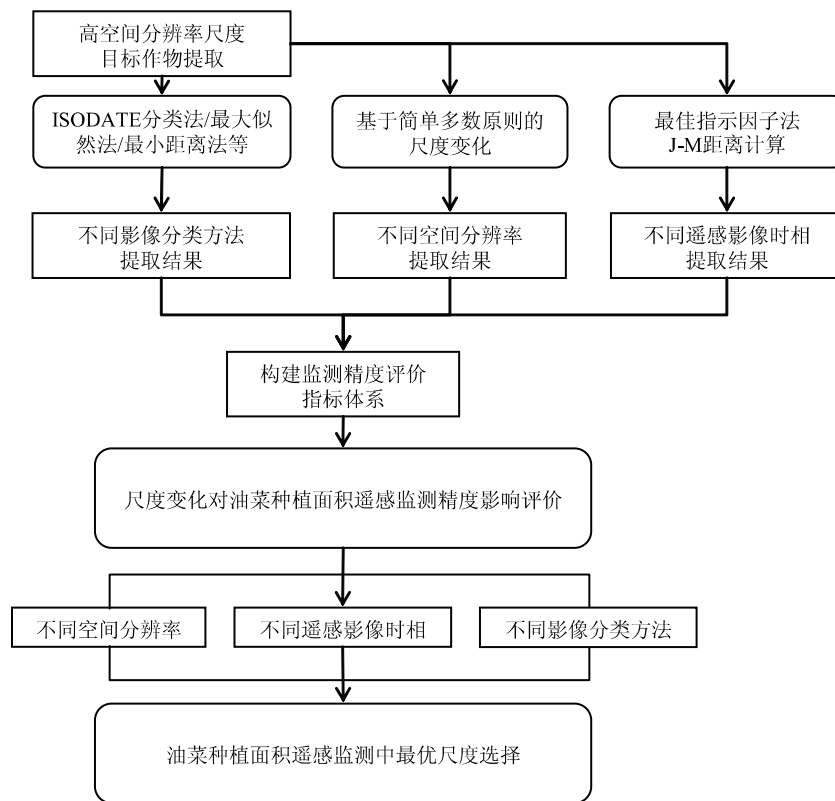 高空间分辨率尺度
目标作物提取
ISODATE分类法/最大似
然法/最小距离法等
基于简单多数原则的
尺度变化
最佳指示因子法
J-M距离计算
不同影像分类方法
提取结果
不同空间分辨率
提取结果
不同遥感影像时相
提取结果
构建监测精度评价
指标体系
尺度变化对油菜种植面积遥感监测精度影响评价
不同空间分辨率
不同遥感影像时相
不同影像分类方法
油菜种植面积遥感监测中最优尺度选择